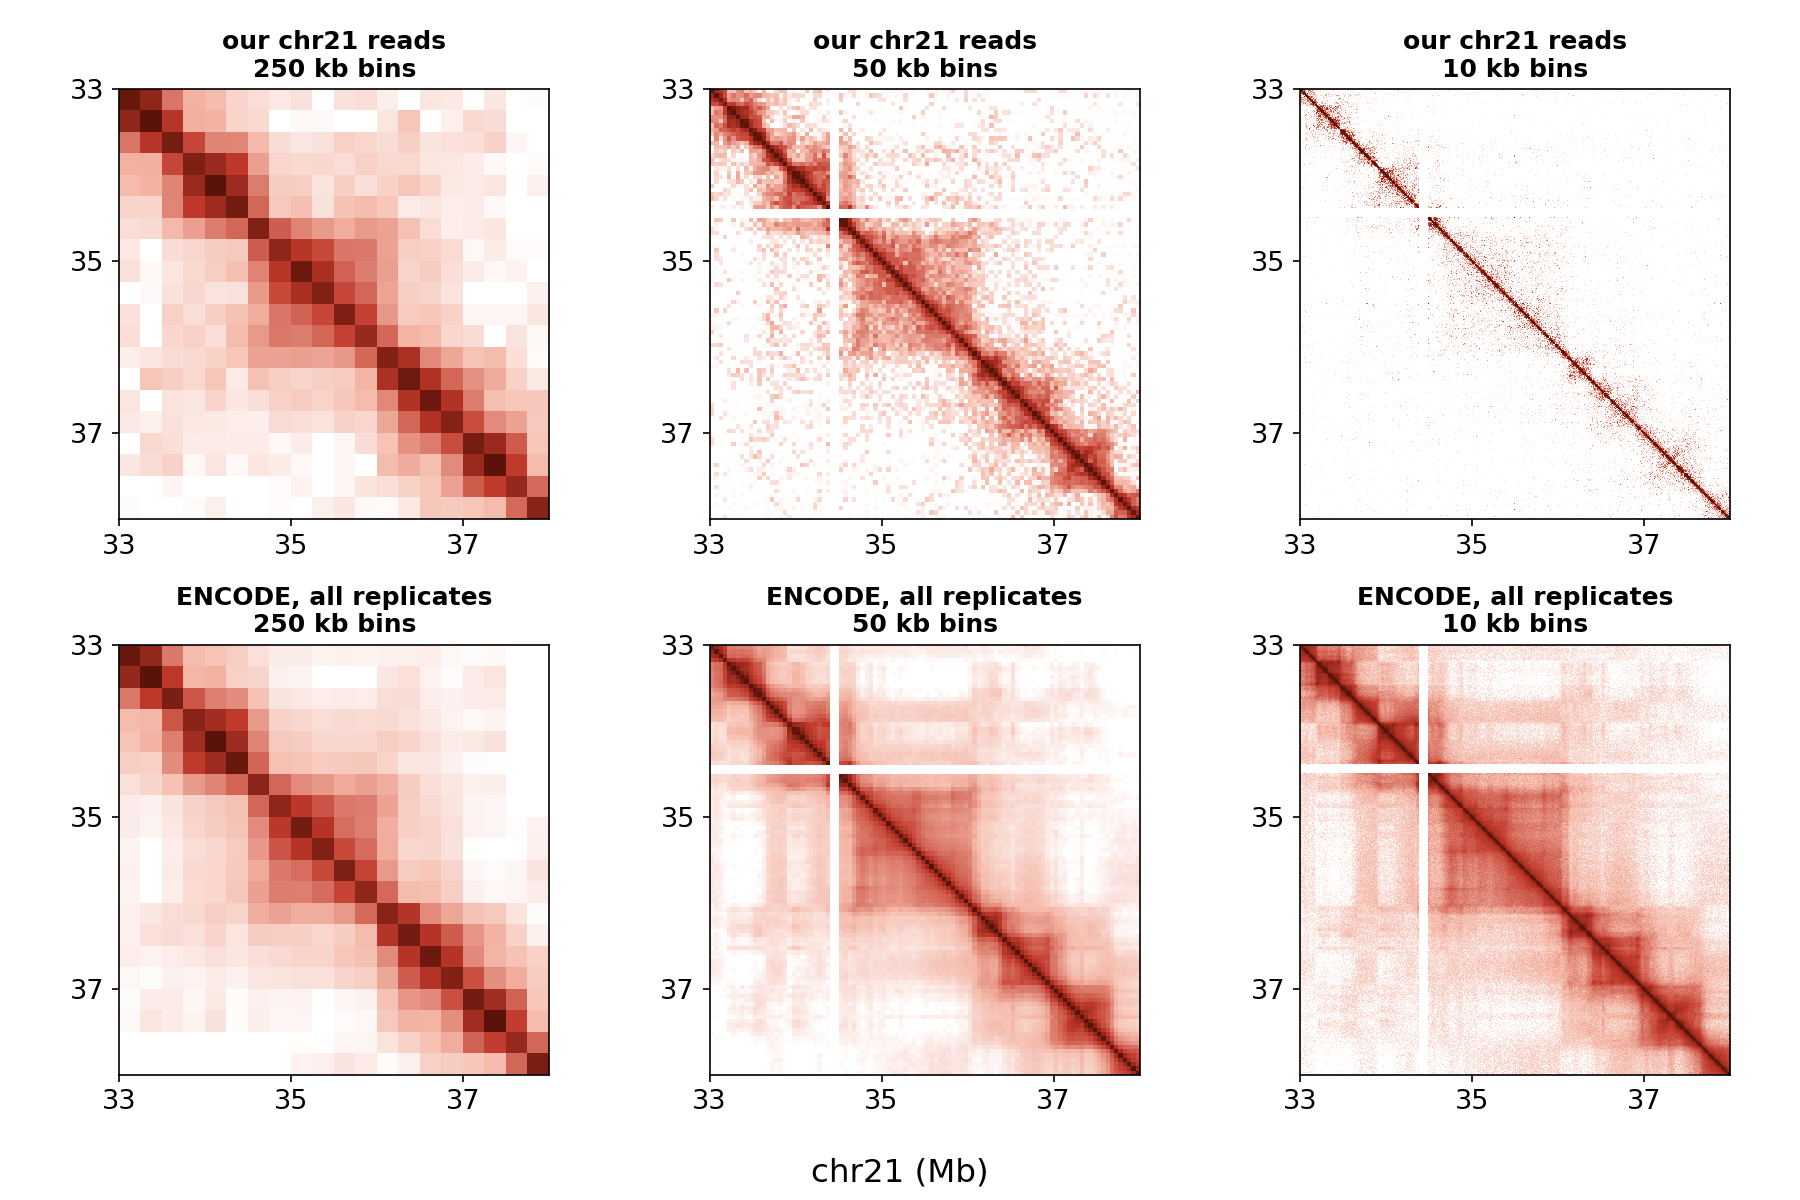 our chr21 reads
250 kb bins
our chr21 reads
50 kb bins
our chr21 reads
10 kb bins
33
35
37
33
35
37
33
35
37
33
35
37
33
35
37
33
35
37
ENCODE, all replicates
250 kb bins
ENCODE, all replicates
50 kb bins
ENCODE, all replicates
10 kb bins
33
35
37
33
35
37
33
35
37
33
35
37
33
35
37
33
35
37
chr21 (Mb)